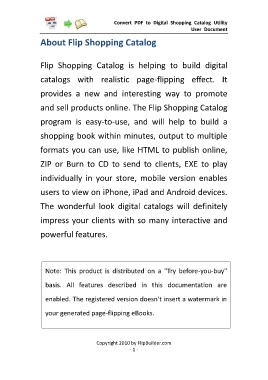 Convert PDF to Digital Shopping Catalog Utility
User Document
About Flip Shopping Catalog
Flip Shopping Catalog is helping to build digital
catalogs with realistic page-flipping effect. It
provides a new and interesting way to promote
and sell products online. The Flip Shopping Catalog
program is easy-to-use, and will help to build a
shopping book within minutes, output to multiple
formats you can use, like HTML to publish online,
ZIP or Burn to CD to send to clients, EXE to play
individually in your store, mobile version enables
users to view on iPhone, iPad and Android devices.
The wonderful look digital catalogs will definitely
impress your clients with so many interactive and
powerful features.
Note: This product is distributed on a "Try before-you-buy"
basis. All features described in this documentation are
enabled. The registered version doesn't insert a watermark in
your generated page-flipping eBooks.
Copyright 2010 by FlipBuilder.com
- 1 -